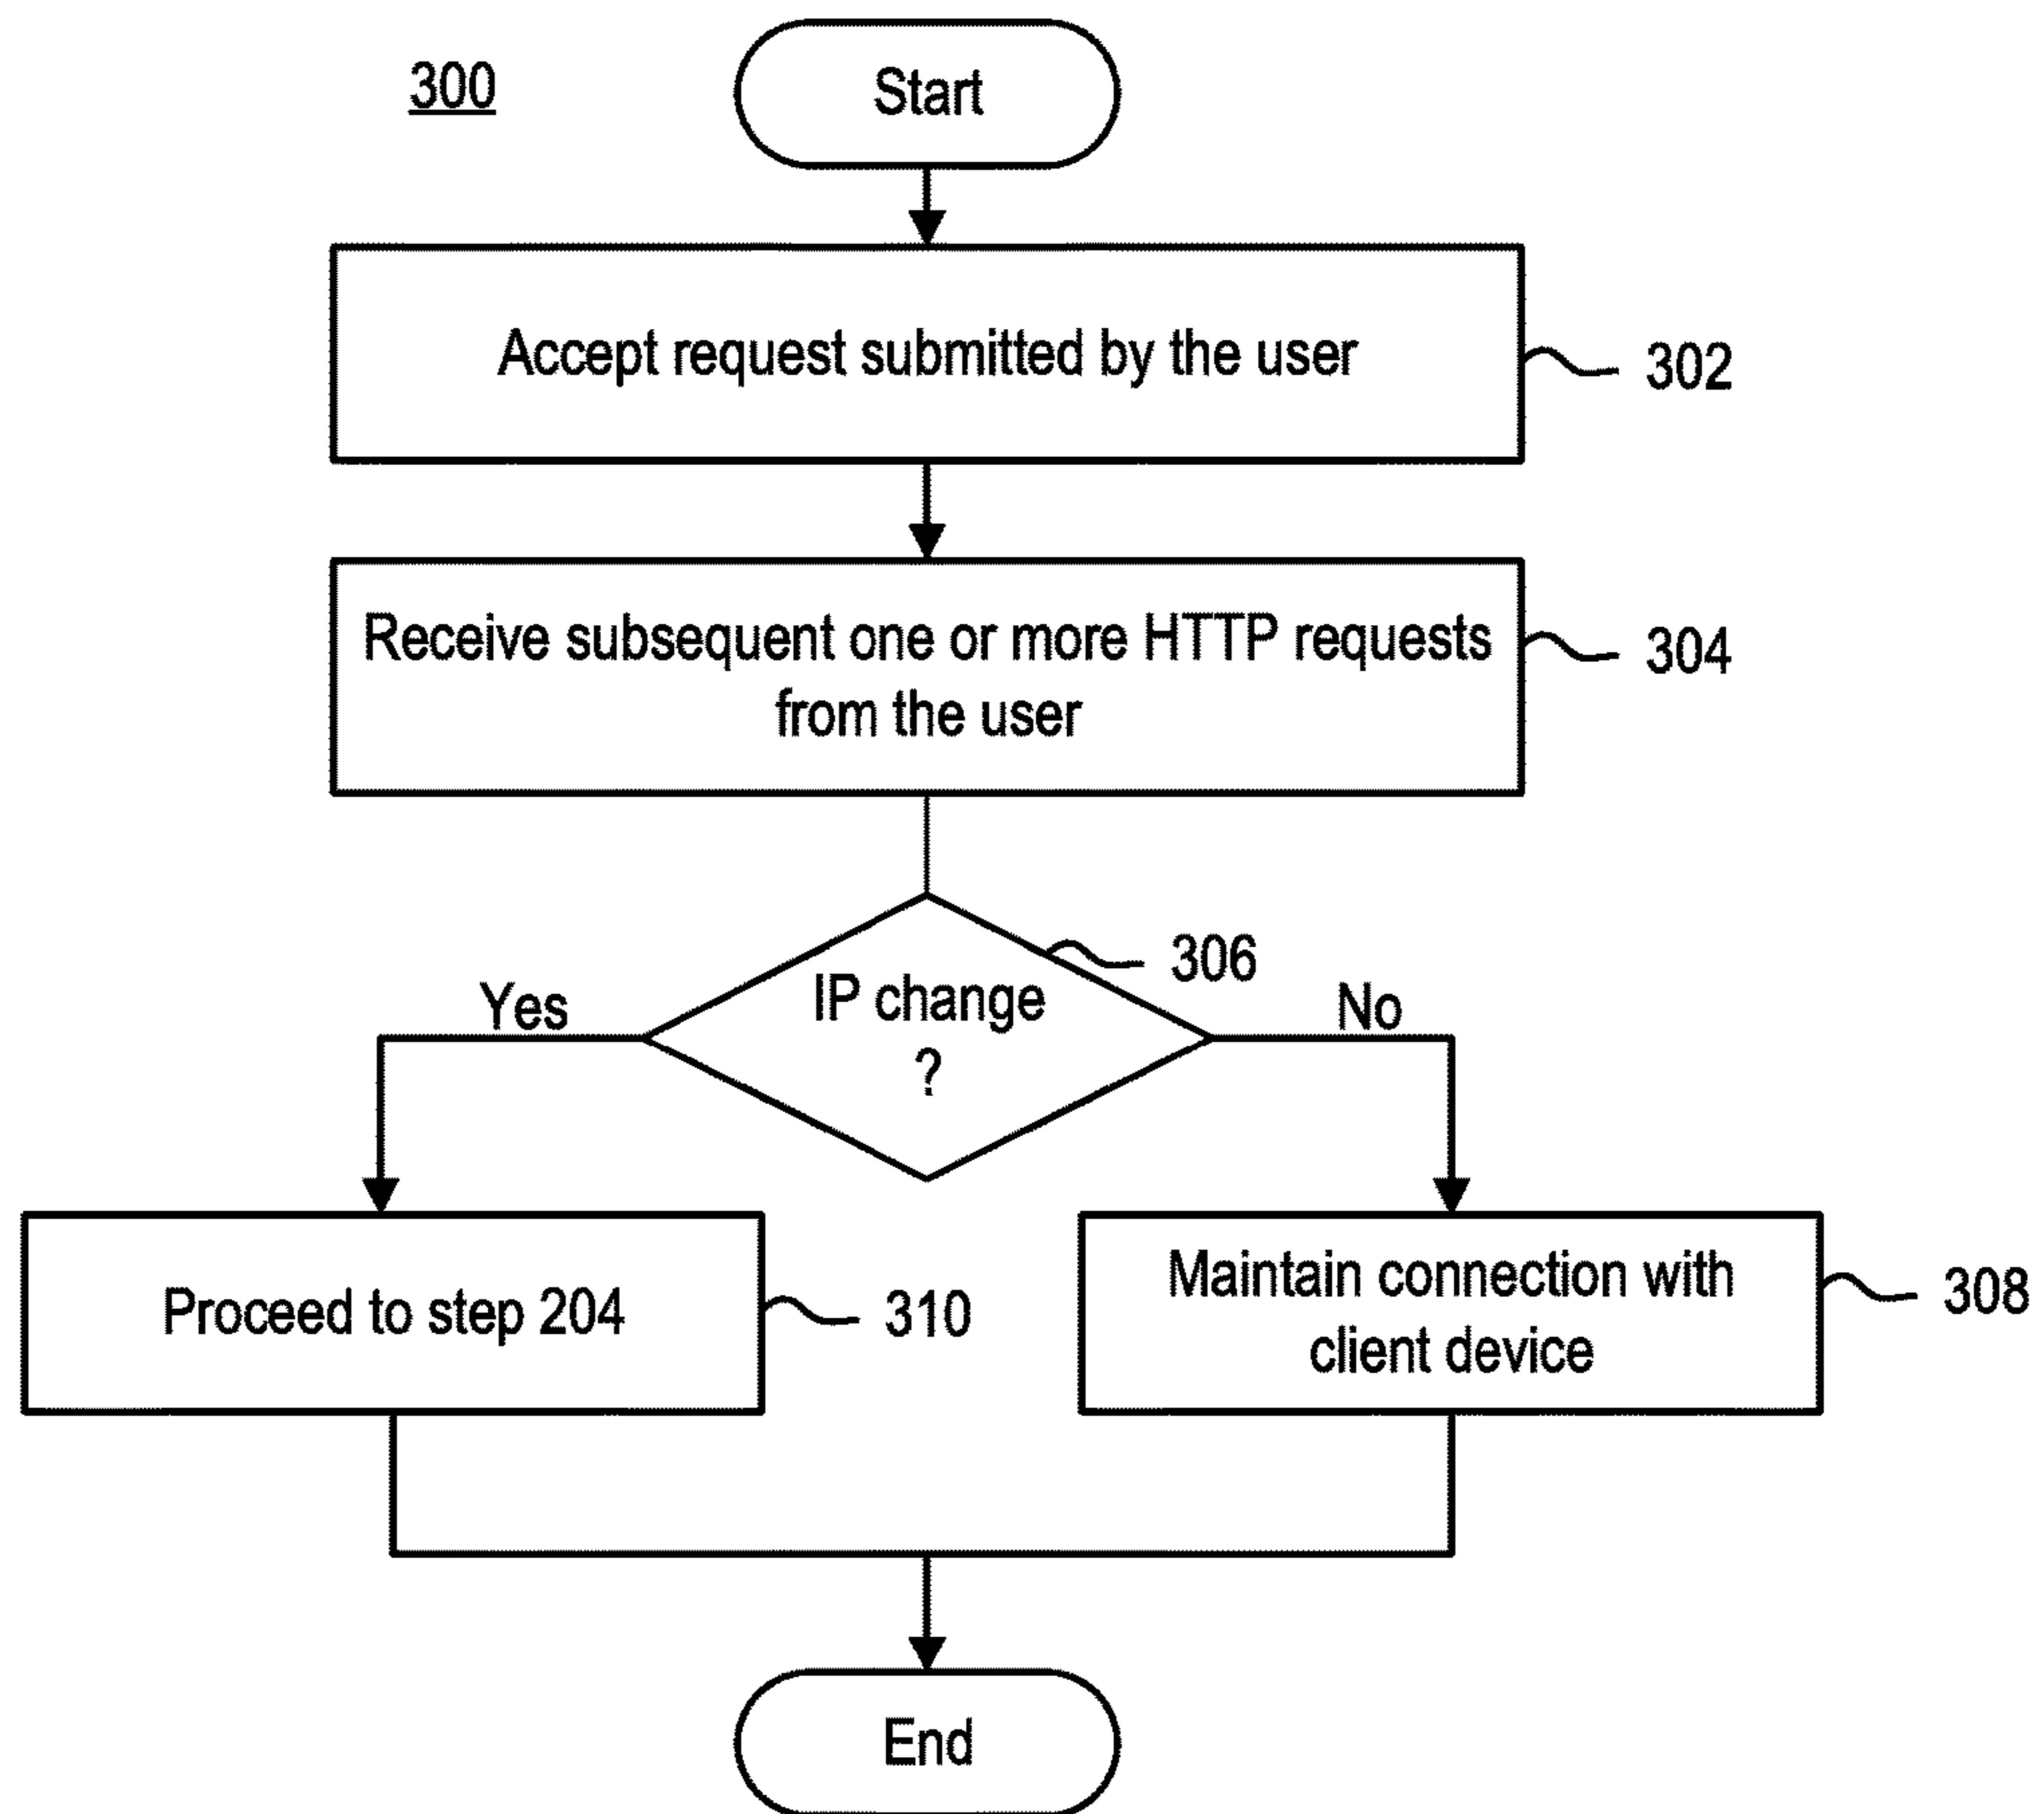 300
Start
Accept request submitted by the user
302
Receive subsequent one or more HTTP requests
from the user
304
306
IP change
?
Yes
No
Proceed to step 204
310
Maintain connection with
client device
308
End